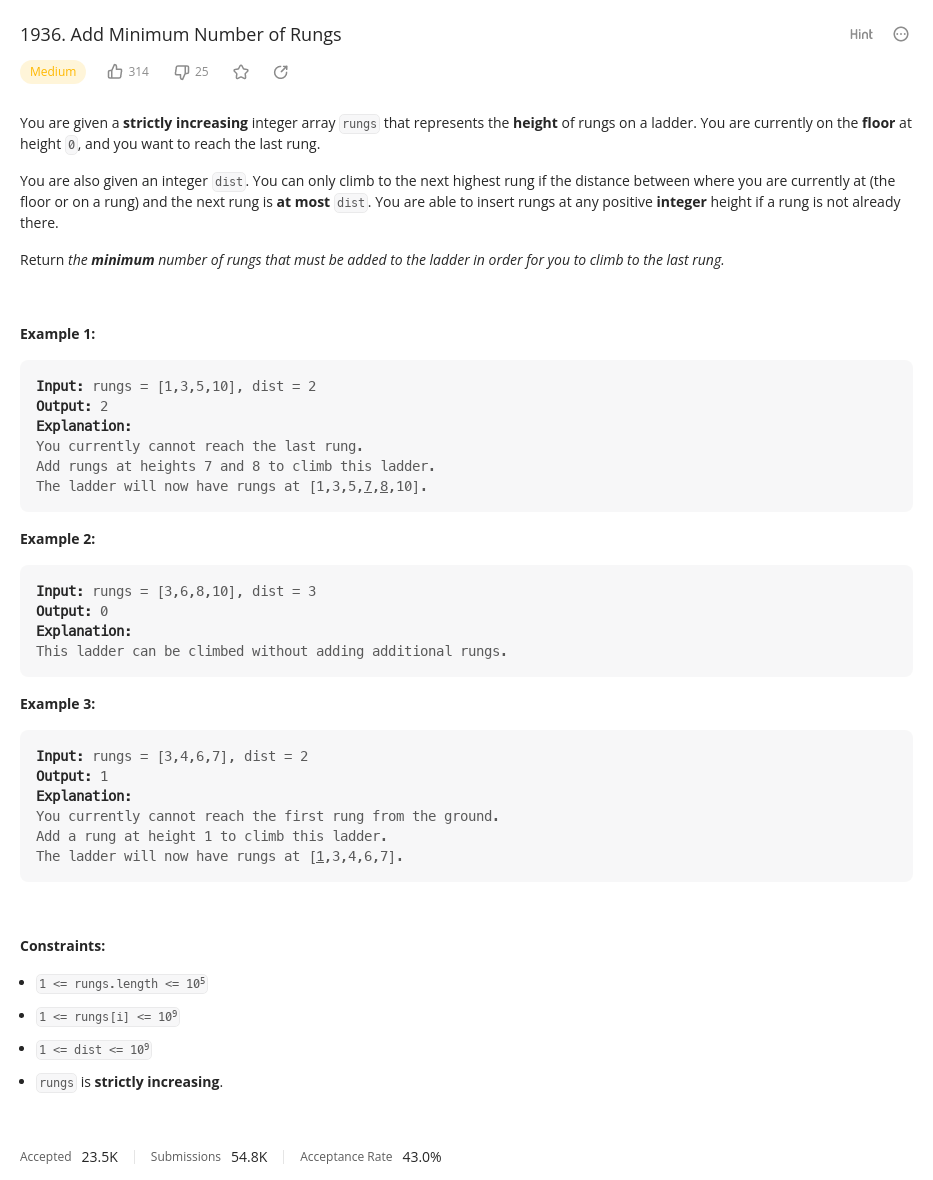 1936. Add Minimum Number of Rungs
Hint
Medium
314
25
You are given a strictly increasing integer array rungs that represents the height of rungs on a ladder. You are currently on the floor at
height 0, and you want to reach the last rung.
You are also given an integer dist. You can only climb to the next highest rung if the distance between where you are currently at (the
floor or on a rung) and the next rung is at most dist. You are able to insert rungs at any positive integer height if a rung is not already
there.
Return the minimum number of rungs that must be added to the ladder in order for you to climb to the last rung.
Example 1:
Input: rungs = [1,3,5,10], dist = 2
Output: 2
Explanation:
You currently cannot reach the last rung.
Add rungs at heights 7 and 8 to climb this ladder.
The ladder will now have rungs at [1,3,5,7,8,10].
Example 2:
Input: rungs = [3,6,8,10], dist = 3
Output: 0
Explanation:
This ladder can be climbed without adding additional rungs.
Example 3:
Input: rungs = [3,4,6,7], dist = 2
Output: 1
Explanation:
You currently cannot reach the first rung from the ground.
Add a rung at height 1 to climb this ladder.
The ladder will now have rungs at [1,3,4,6,7].
Constraints:
1 <= rungs.length <= 10⁵
1 <= rungs[i] <= 10⁹
1 <= dist <= 10⁹
rungs is strictly increasing.
Accepted 23.5K Submissions 54.8K Acceptance Rate 43.0%